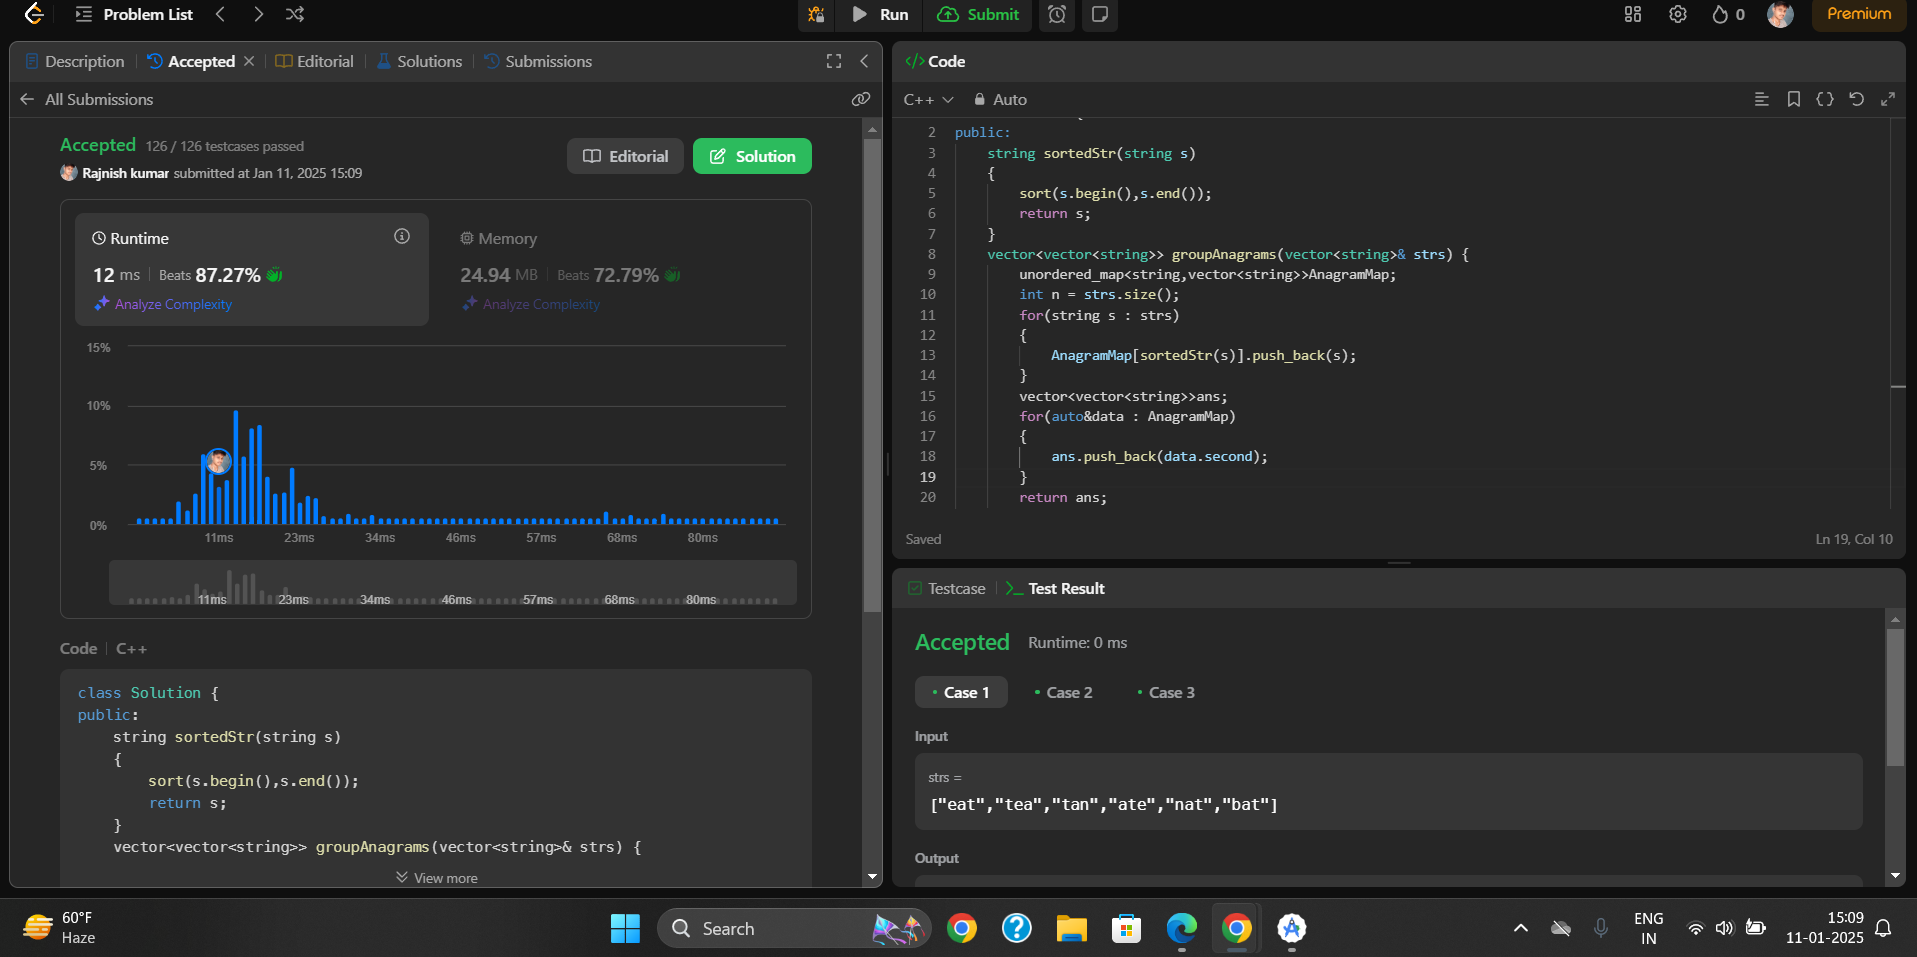 Problem List
Run
Submit
0
Premium
Description
Accepted
Editorial
Solutions
Submissions
All Submissions
Accepted 126 / 126 testcases passed
Rajnish kumar submitted at Jan 11, 2025 15:09
Editorial
Solution
Runtime
12 ms Beats 87.27%
Analyze Complexity
Memory
24.94 MB Beats 72.79%
Analyze Complexity
15%
10%
5%
0%
11ms 23ms 34ms 46ms 57ms 68ms 80ms
11ms 23ms 34ms 46ms 57ms 68ms 80ms
Code C++
class Solution {
public:
    string sortedStr(string s)
    {
        sort(s.begin(),s.end());
        return s;
    }
    vector<vector<string>> groupAnagrams(vector<string>& strs) {
View more
</> Code
C++ Auto
2 public:
3     string sortedStr(string s)
4     {
5         sort(s.begin(),s.end());
6         return s;
7     }
8     vector<vector<string>> groupAnagrams(vector<string>& strs) {
9         unordered_map<string,vector<string>>AnagramMap;
10         int n = strs.size();
11         for(string s : strs)
12         {
13             AnagramMap[sortedStr(s)].push_back(s);
14         }
15         vector<vector<string>>ans;
16         for(auto&data : AnagramMap)
17         {
18             ans.push_back(data.second);
19         }
20         return ans;
Saved
Ln 19, Col 10
Testcase
>_ Test Result
Accepted Runtime: 0 ms
Case 1
Case 2
Case 3
Input
strs =
["eat","tea","tan","ate","nat","bat"]
Output
60°F
Haze
Search
ENG
IN
15:09
11-01-2025